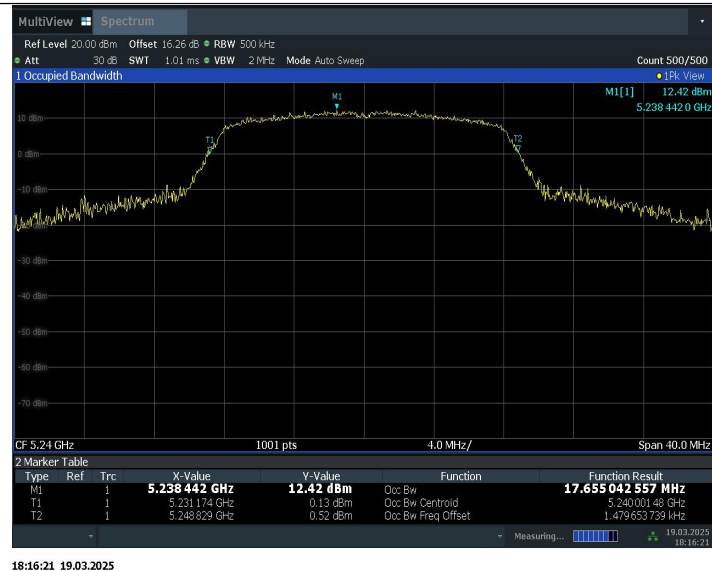 MultiView Spectrum
Ref Level 20.00 dBm Offset 16.26 dB RBW 500 kHz
Att 30 dB SWT 1.01 ms VBW 2 MHz Mode Auto Sweep Count 500/500
1 Occupied Bandwidth 1Pk View
M1[1] 12.42 dBm
5.238 442 0 GHz
M1
10 dBm
T1
T2
0 dBm
-10 dBm
-30 dBm
-40 dBm
-50 dBm
-60 dBm
-70 dBm
CF 5.24 GHz 1001 pts 4.0 MHz/ Span 40.0 MHz
2 Marker Table
Type Ref Trc X-Value Y-Value Function Function Result
M1 1 5.238 442 GHz 12.42 dBm Occ Bw 17.655 042 557 MHz
T1 1 5.231 174 GHz 0.13 dBm Occ Bw Centroid 5.240 001 48 GHz
T2 1 5.248 829 GHz 0.52 dBm Occ Bw Freq Offset 1.479 653 739 kHz
Measuring... 19.03.2025
18:16:21
18:16:21 19.03.2025